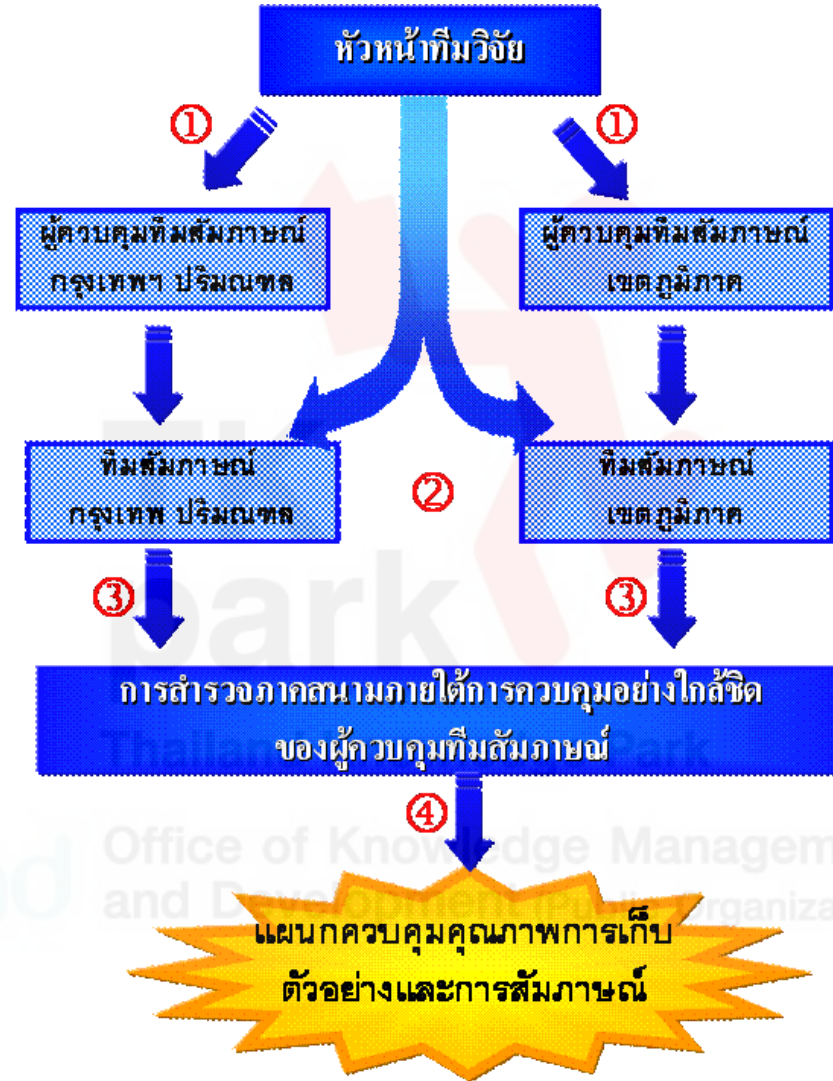 หัวหน้าทีมวิจัย
① ①
ผู้ควบคุมทีมสัมภาษณ์
กรุงเทพฯ ปริมณฑล
ผู้ควบคุมทีมสัมภาษณ์
เขตภูมิภาค
ทีมสัมภาษณ์
กรุงเทพ ปริมณฑล
②
ทีมสัมภาษณ์
เขตภูมิภาค
③ ③
park
การสำรวจภาคสนามภายใต้การควบคุมอย่างใกล้ชิด
ของผู้ควบคุมทีมสัมภาษณ์
Park
④
Office of Knowledge
and Development
แผนกควบคุมคุณภาพการเก็บ
ตัวอย่างและการสัมภาษณ์